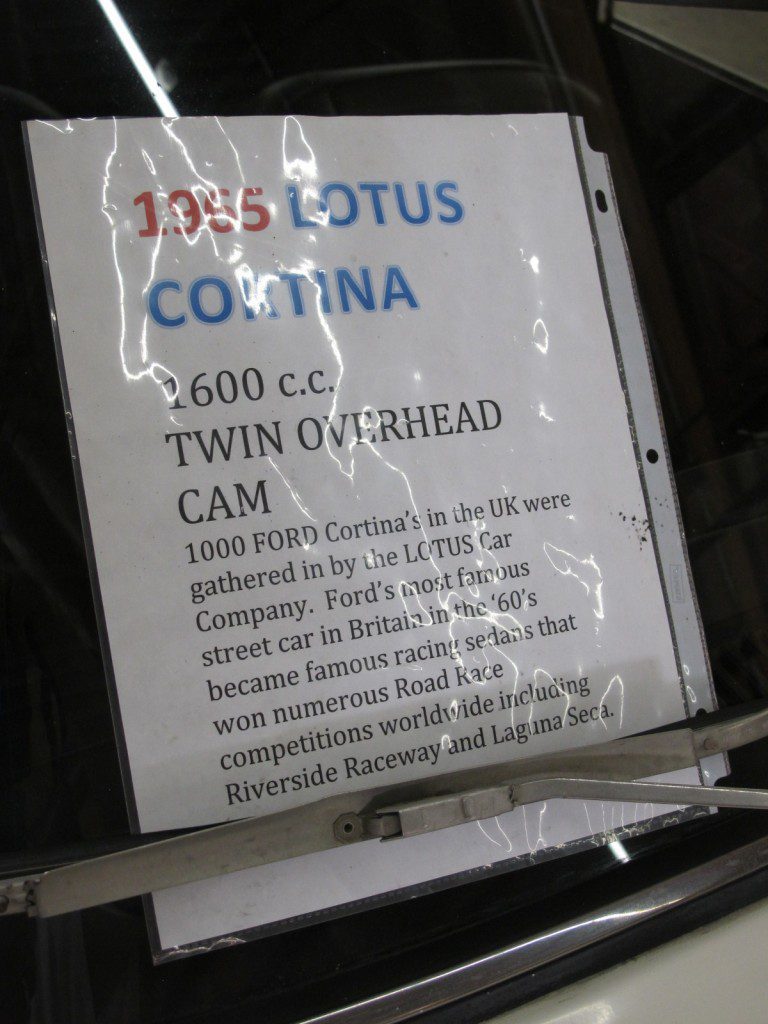 1965 LOTUS
CORTINA
1600 c.c.
TWIN OVERHEAD
CAM
1000 FORD Cortina's in the UK were
gathered in by the LOTUS Car
Company. Ford's most famous
street car in Britain in the '60's
became famous racing sedans that
won numerous Road Race
competitions worldwide including
Riverside Raceway and Laguna Seca.